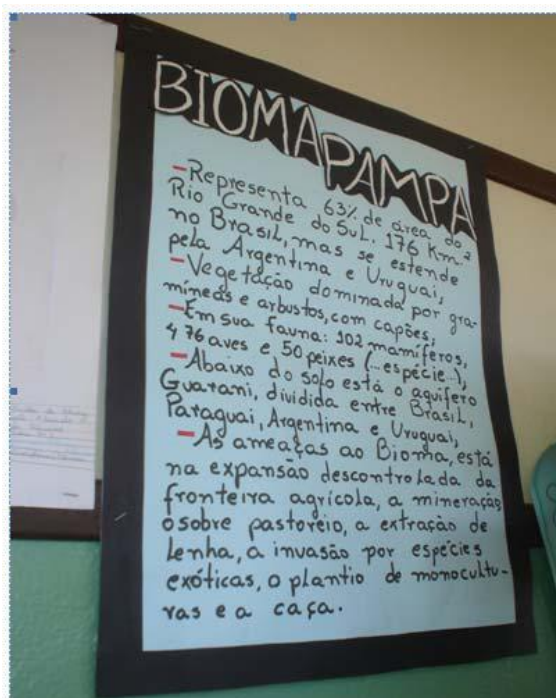 BIOMA PAMPA
-Representa 63% de área do
Rio Grande do Sul. 176 Km.²
no Brasil, mas se estende
pela Argentina e Uruguai;
-Vegetação dominada por gra-
míneas e arbustos, com capões;
-Em sua fauna: 102 mamíferos,
476 aves e 50 peixes (...espécie);
-Abaixo do solo está o aquífero
Guarani, dividida entre Brasil,
Paraguai, Argentina e Uruguai;
-As ameaças ao Bioma, está
na expansão descontrolada da
fronteira agrícola, a mineração
o sobre pastoreio, a extração de
lenha, a invasão por espécies
exóticas, o plantio de monocultu-
ras e a caça.